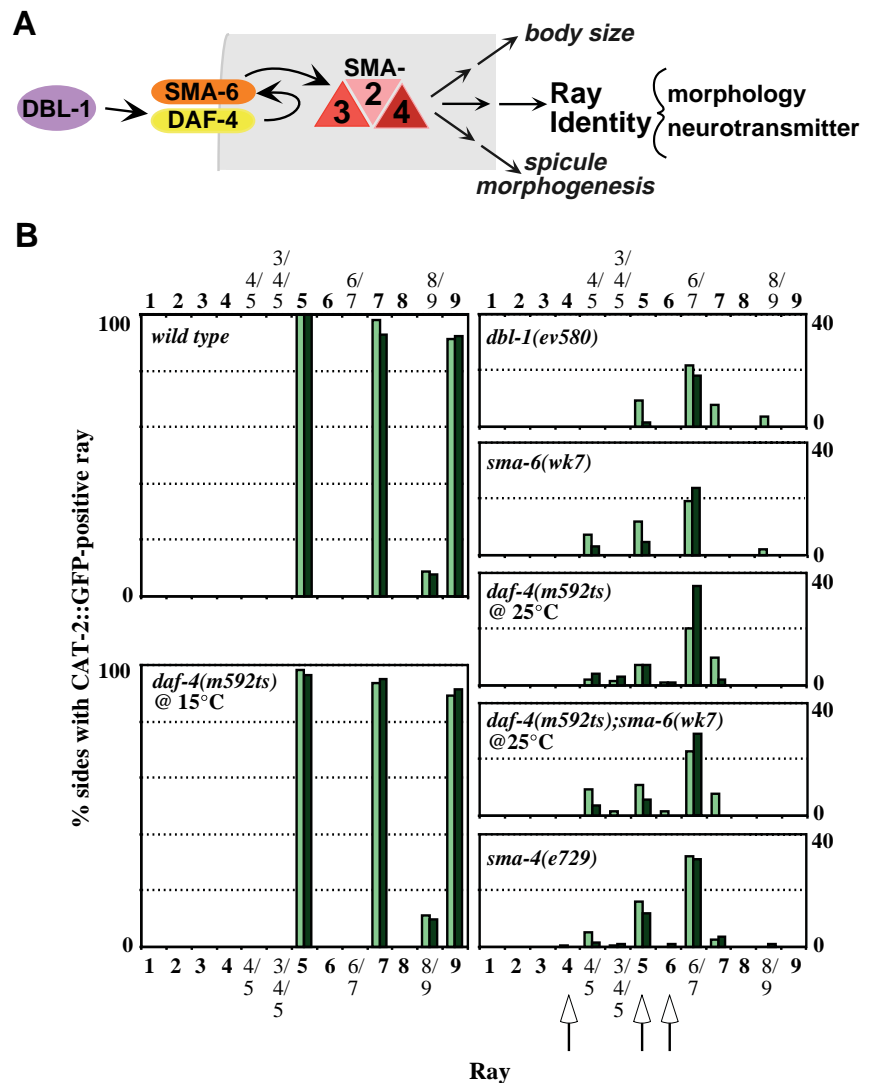 A
DBL-1
SMA-6
DAF-4
SMA-
3 2 4
body size
Ray
Identity
morphology
neurotransmitter
spicule
morphogenesis
B
% sides with CAT-2::GFP-positive ray
1 2 3 4 4/5 3/4/5 5 6 6/7 7 8 8/9 9
1 2 3 4 4/5 3/4/5 5 6 6/7 7 8 8/9 9
100
wild type
0
100
daf-4(m592ts)
@ 15°C
0
1 2 3 4 4/5 3/4/5 5 6 6/7 7 8 8/9 9
40
dbl-1(ev580)
0
40
sma-6(wk7)
0
40
daf-4(m592ts)
@ 25°C
0
40
daf-4(m592ts);sma-6(wk7)
@25°C
0
40
sma-4(e729)
0
1 2 3 4 4/5 3/4/5 5 6 6/7 7 8 8/9 9
Ray